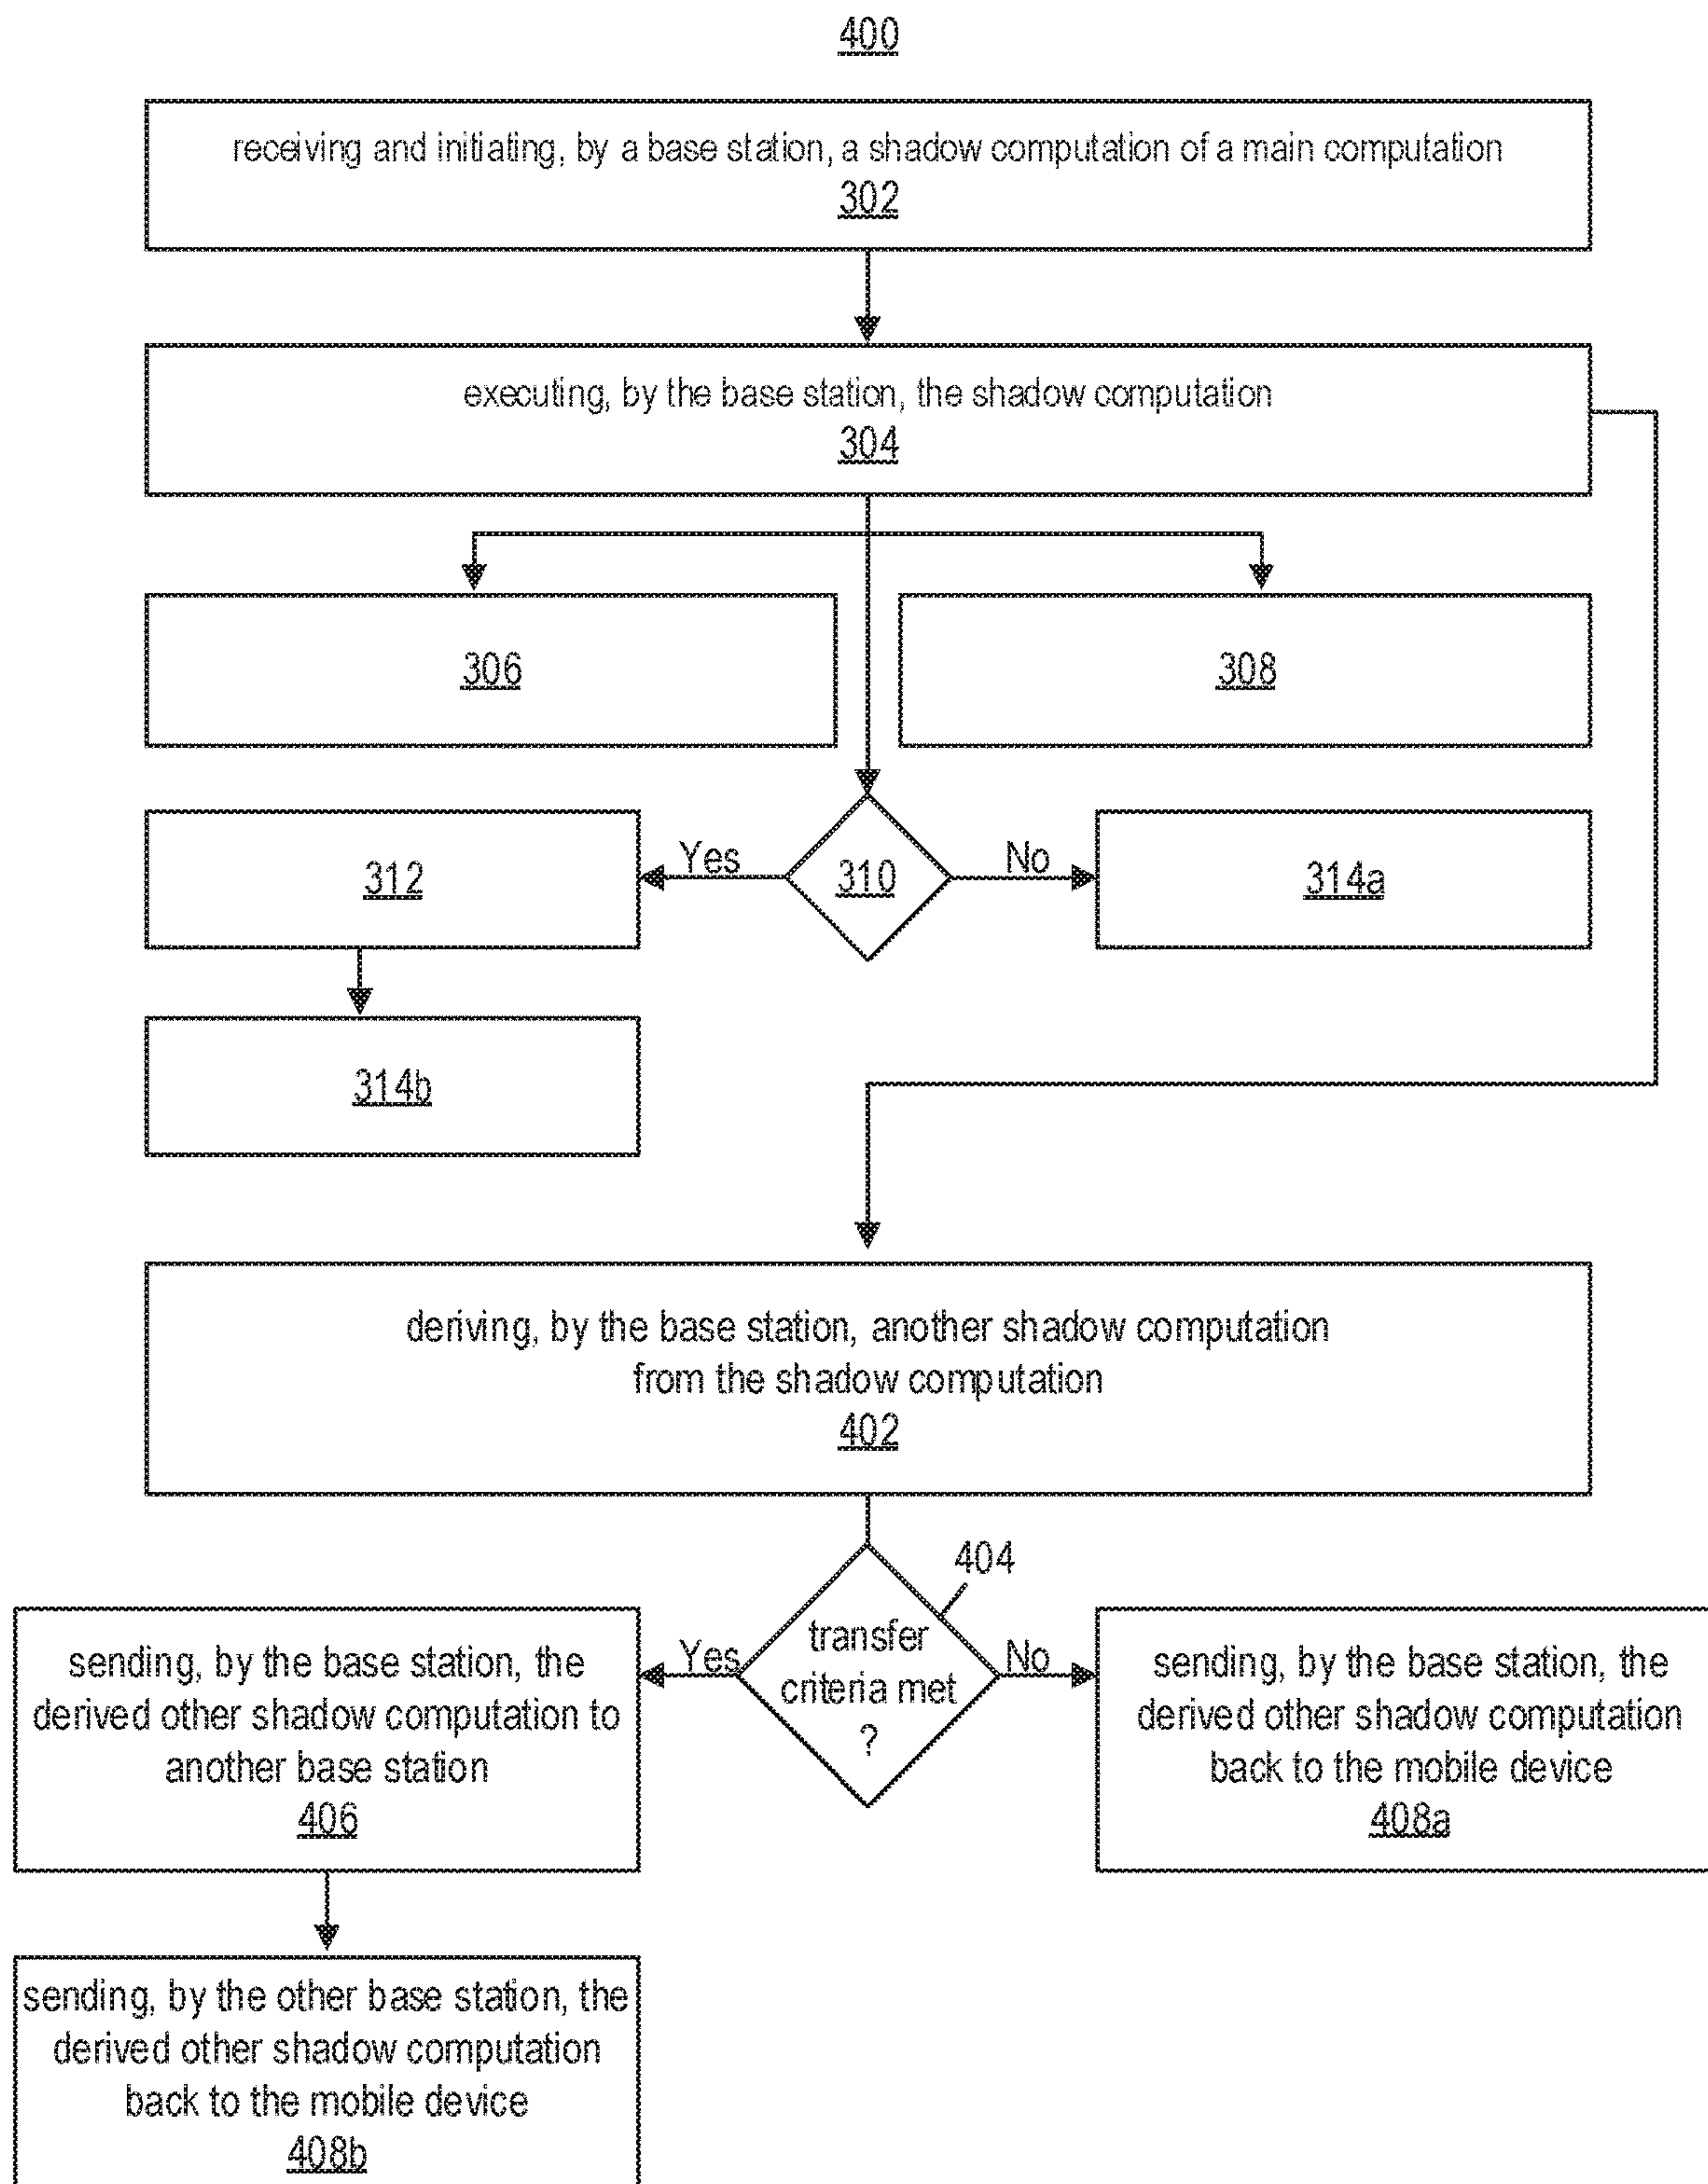 400
receiving and initiating, by a base station, a shadow computation of a main computation
302
executing, by the base station, the shadow computation
304
306
308
312
Yes
310
No
314a
314b
deriving, by the base station, another shadow computation
from the shadow computation
402
404
sending, by the base station, the
derived other shadow computation to
another base station
406
Yes
transfer
criteria met
?
No
sending, by the base station, the
derived other shadow computation
back to the mobile device
408a
sending, by the other base station, the
derived other shadow computation
back to the mobile device
408b